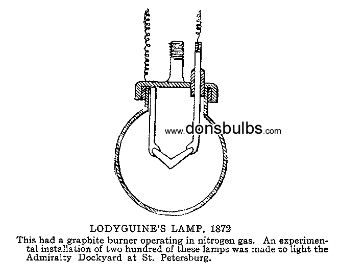 www.donsbulbs.com
LODYGUINE'S LAMP, 1872
This had a graphite burner operating in nitrogen gas. An experimen-
tal installation of two hundred of these lamps was made to light the
Admiralty Dockyard at St. Petersburg.